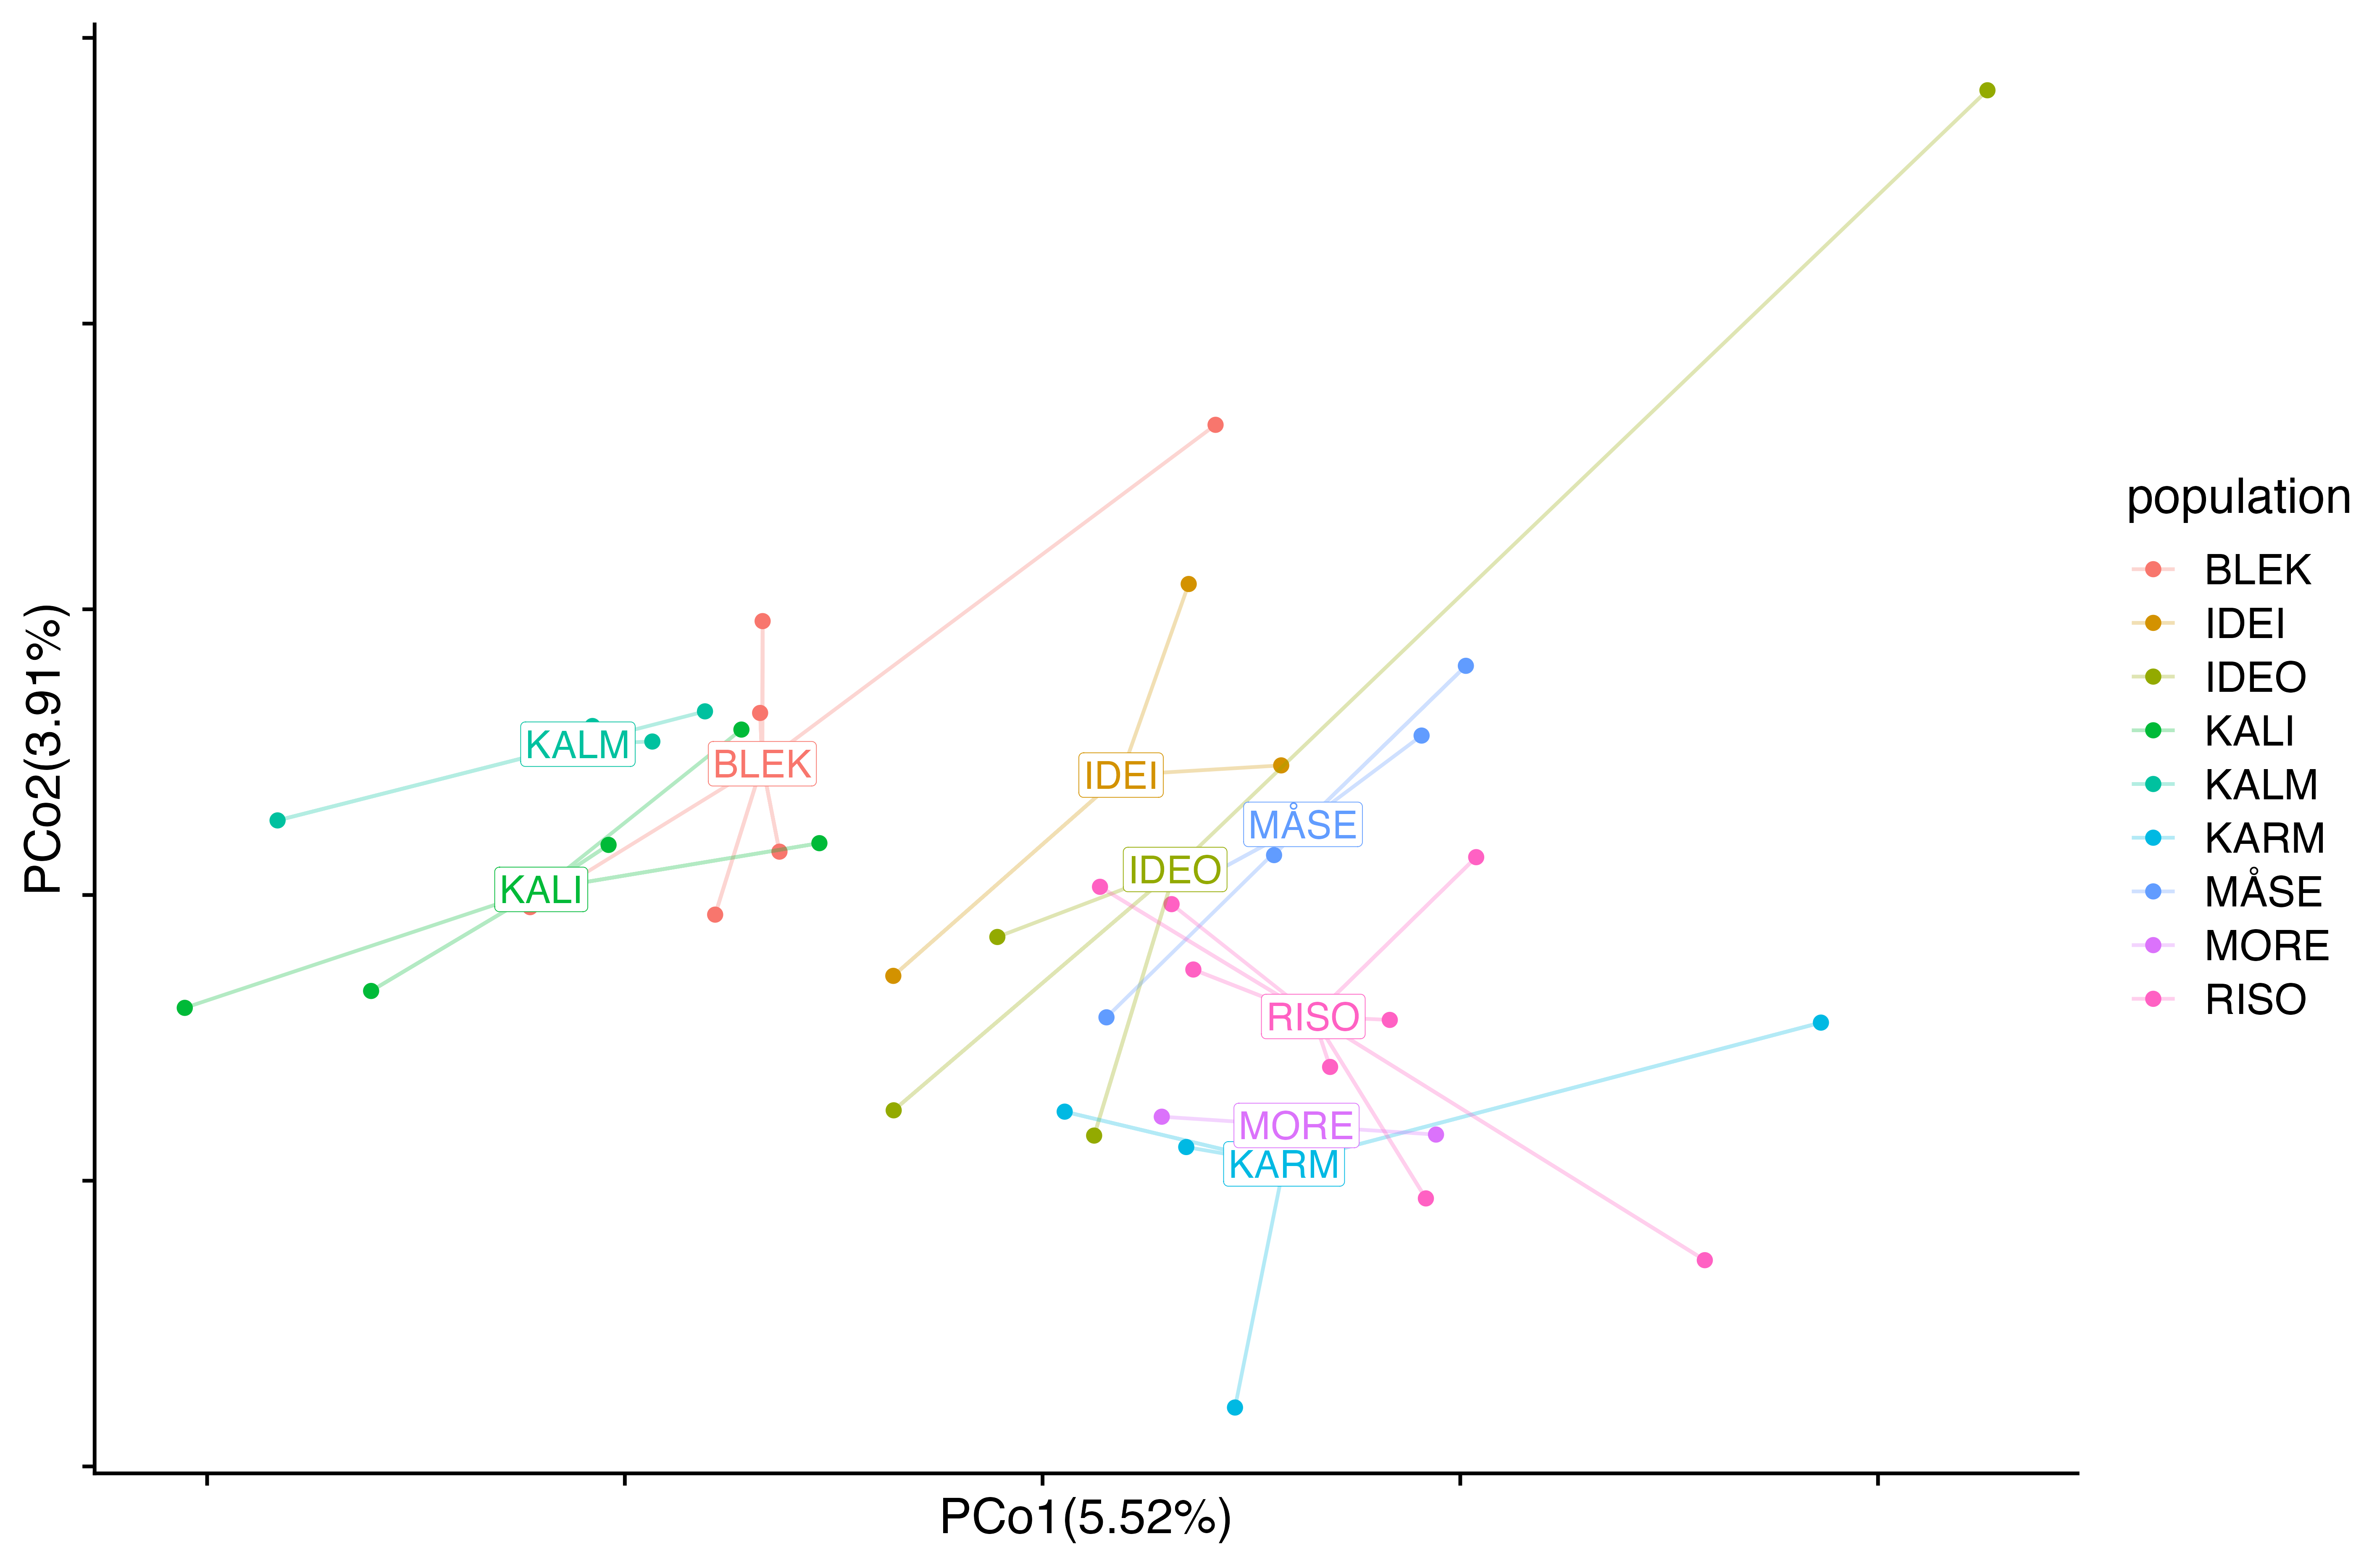 KALM
BLEK
IDEI
MÅSE
IDEO
KALI
RISO
MORE
KARM
PCo2(3.91%)
PCo1(5.52%)
population
BLEK
IDEI
IDEO
KALI
KALM
KARM
MÅSE
MORE
RISO